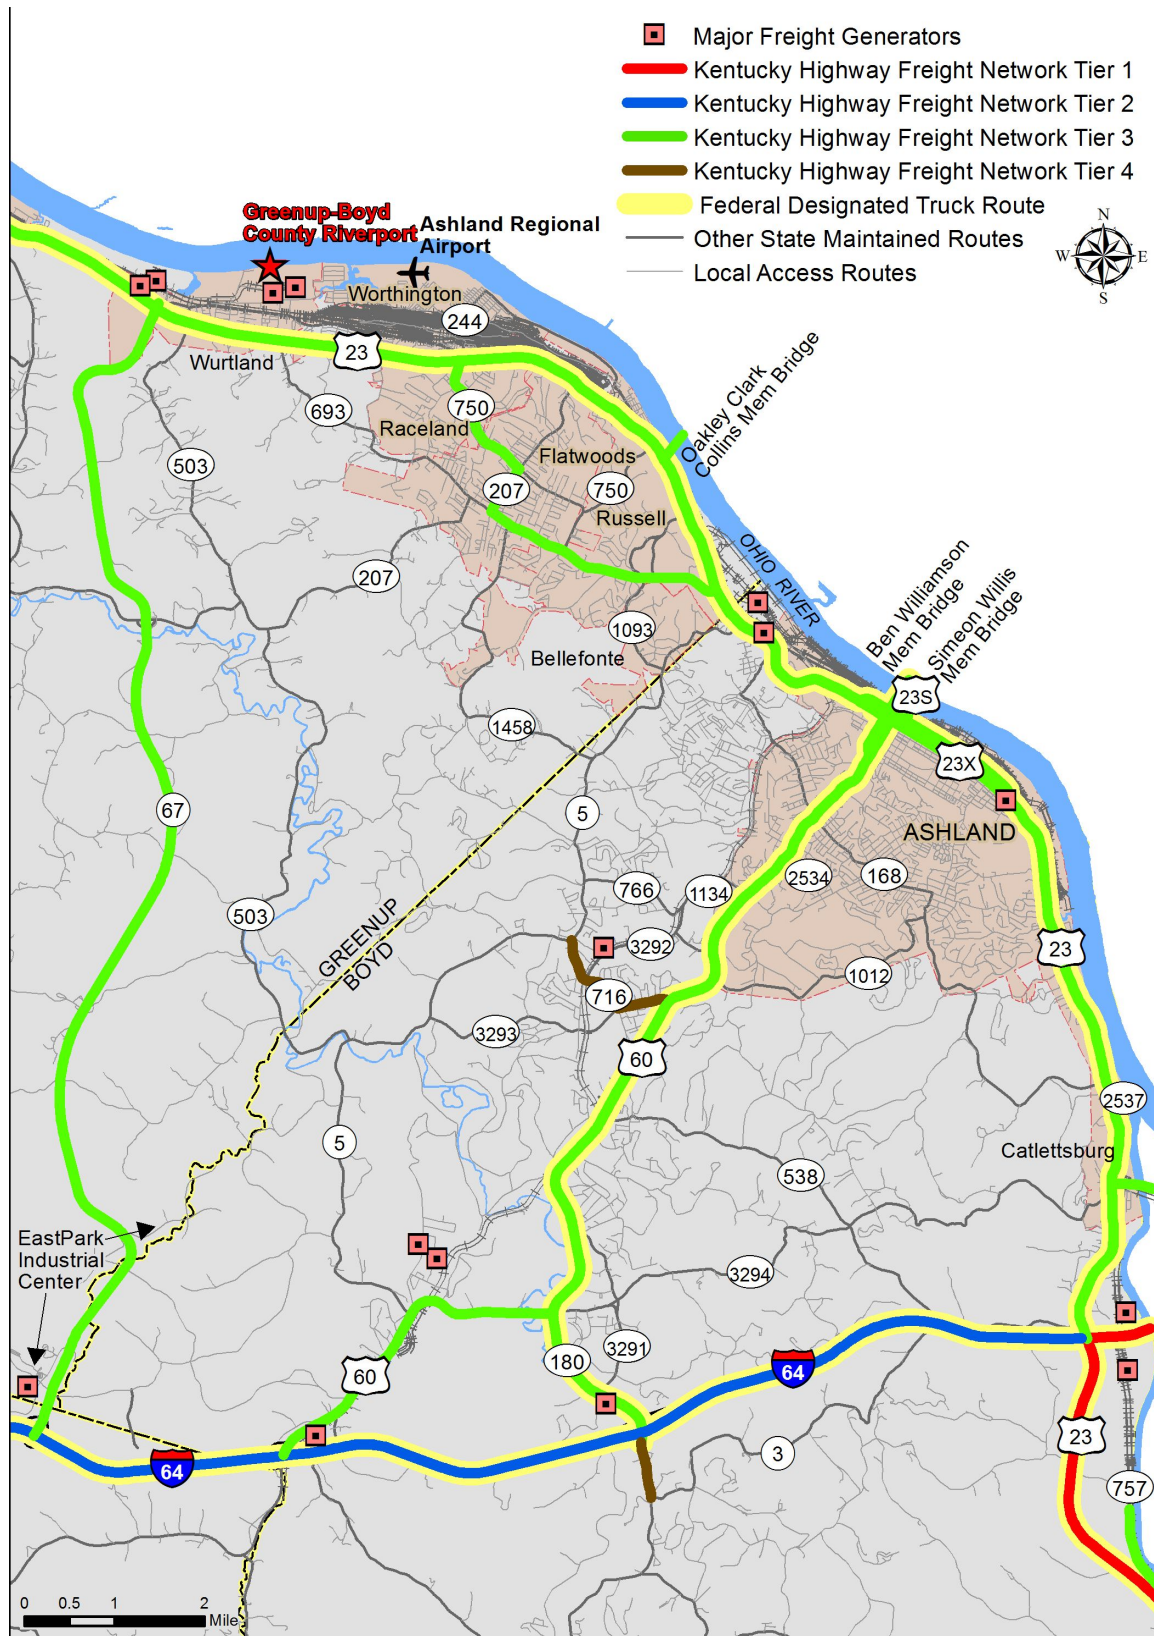 Major Freight Generators
Kentucky Highway Freight Network Tier 1
Kentucky Highway Freight Network Tier 2
Kentucky Highway Freight Network Tier 3
Kentucky Highway Freight Network Tier 4
Federal Designated Truck Route
Other State Maintained Routes
Local Access Routes
N
W E
S
Greenup-Boyd
County Riverport
Ashland Regional
Airport
Worthington
244
23
Wurtland
693
750
Raceland
Flatwoods
503
207
750
Russell
Oakley Clark
Collins Mem Bridge
OHIO RIVER
207
1093
Bellefonte
Ben Williamson
Mem Bridge
Simeon Willis
Mem Bridge
23S
1458
23X
67
5
ASHLAND
766
1134
2534
168
503
GREENUP
BOYD
3292
23
716
1012
3293
60
2537
5
Catlettsburg
538
EastPark
Industrial
Center
3294
3291
180
64
60
23
3
64
757
0 0.5 1 2
Mile